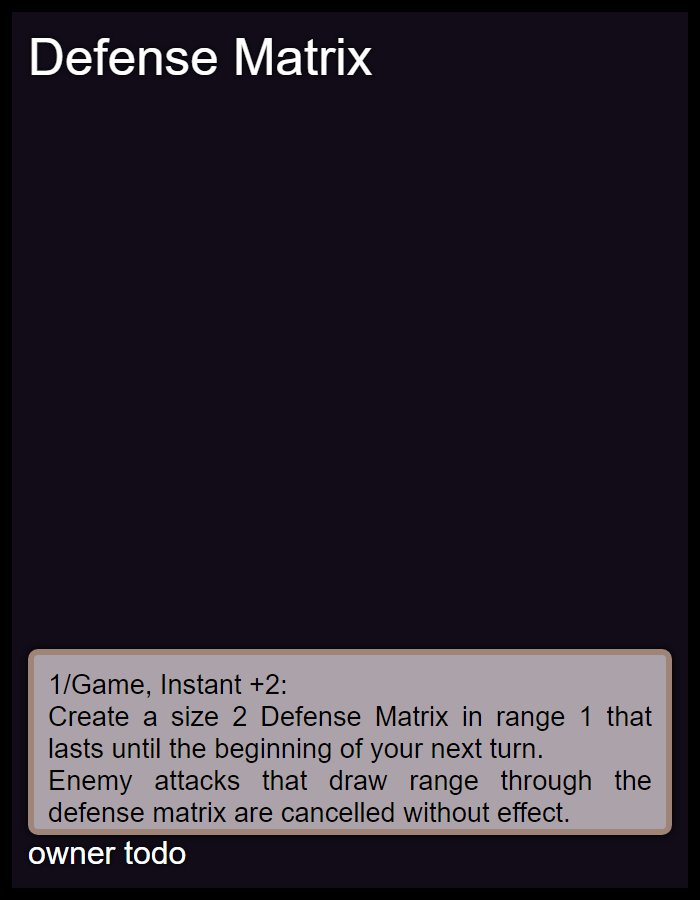 Defense Matrix
1/Game, Instant +2:
Create a size 2 Defense Matrix in range 1 that
lasts until the beginning of your next turn.
Enemy attacks that draw range through the
defense matrix are cancelled without effect.
owner todo